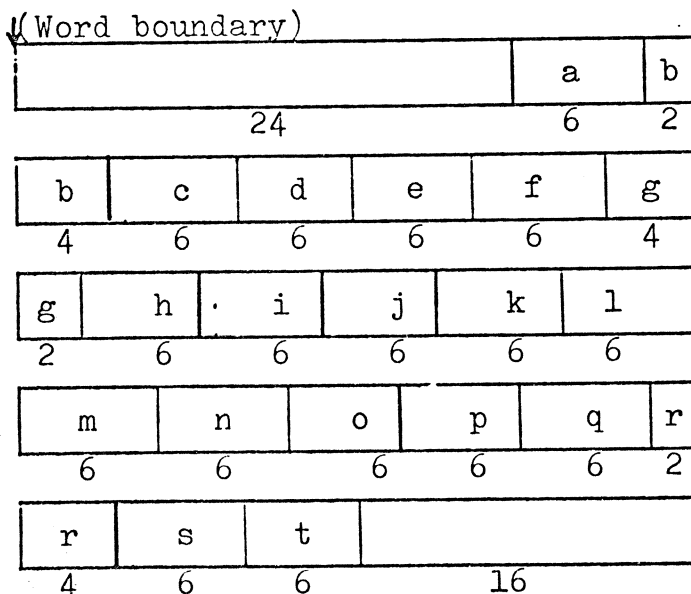 (Word boundary)
a b
24 6 2
b c d e f g
4 6 6 6 6 4
g h i j k l
2 6 6 6 6 6
m n o p q r
6 6 6 6 6 2
r s t
4 6 6 16